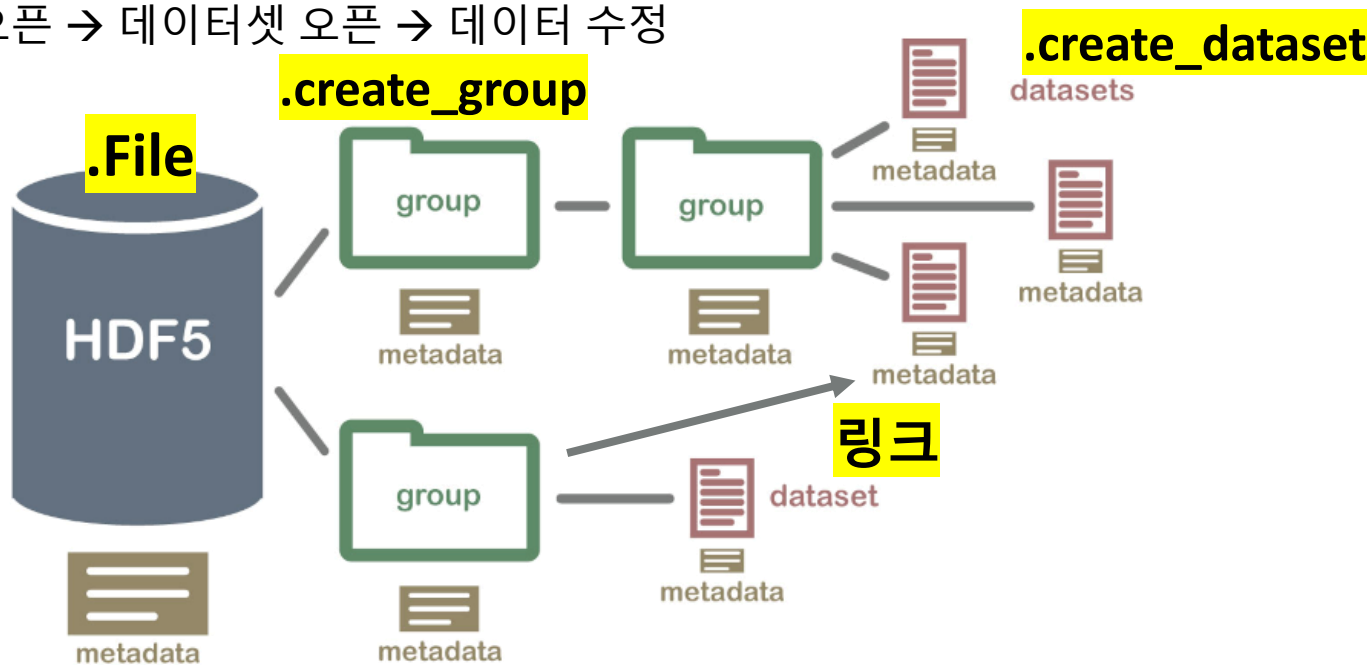 오픈 → 데이터셋 오픈 → 데이터 수정
.create_dataset
datasets
.create_group
.File
metadata
group
group
metadata
HDF5
metadata
metadata
metadata
링크
group
dataset
metadata
metadata
metadata